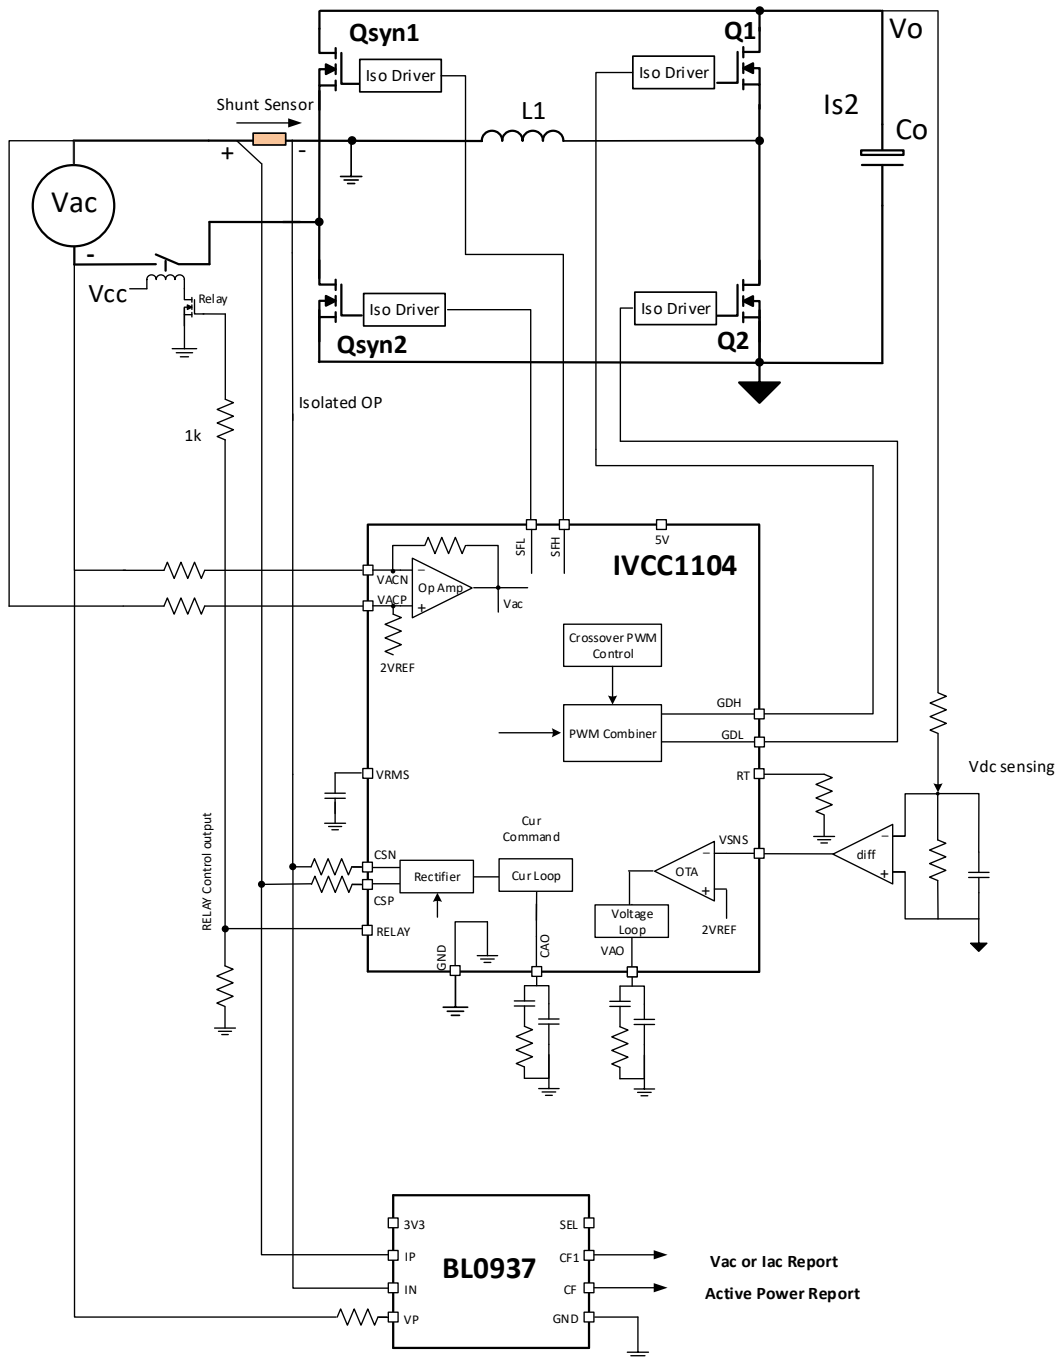 Vo
Qsyn1
Q1
Iso Driver
Iso Driver
Is2
Co
Shunt Sensor
L1
+
-
Vac
-
Vcc
Relay
Iso Driver
Iso Driver
Qsyn2
Q2
Isolated OP
1k
SFL
SFH
5V
IVCC1104
VACN
Op Amp
VACP
Vac
2VREF
Crossover PWM
Control
PWM Combiner
GDH
GDL
RT
Vdc sensing
VRMS
RELAY Control output
Cur
Command
CSN
Rectifier
Cur Loop
CSP
RELAY
GND
CAO
VSNS
OTA
diff
Voltage
Loop
2VREF
VAO
3V3
SEL
IP
CF1
BL0937
IN
CF
VP
GND
Vac or Iac Report
Active Power Report